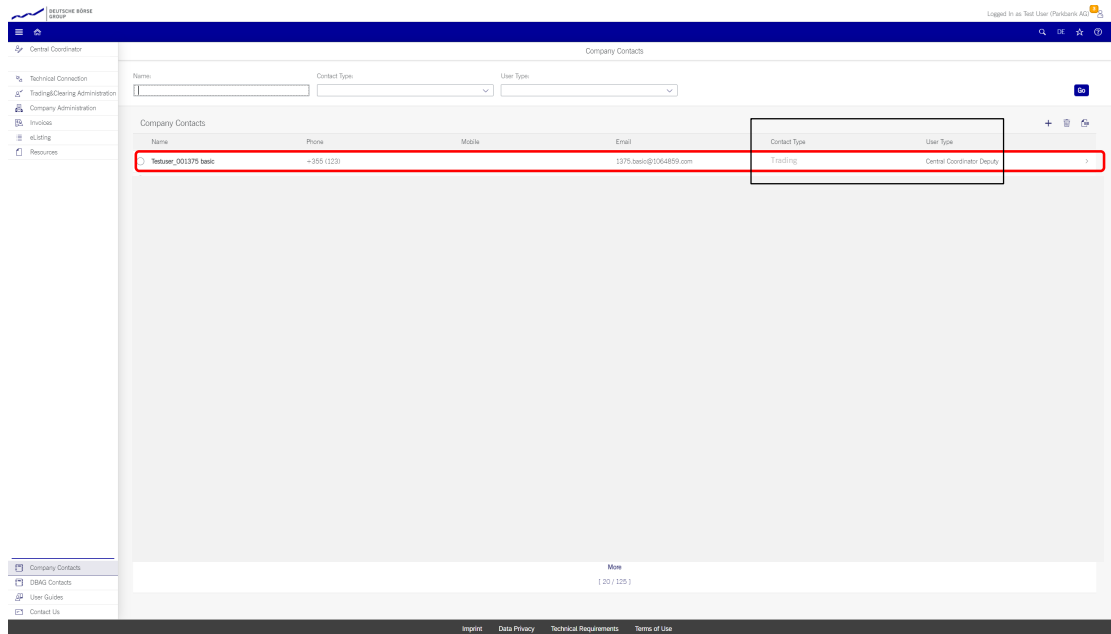 DEUTSCHE BÖRSE
GROUP
Logged In as Test User (Parkbank AG)
DE
Central Coordinator
Company Contacts
Technical Connection
Trading&Clearing Administration
Company Administration
Invoices
eListing
Resources
Name:
Contact Type:
User Type:
Go
Company Contacts
Name Phone Mobile Email Contact Type User Type
Testuser_001375 basic +355 (123) 1375.basic@1064859.com Trading Central Coordinator Deputy
More
[ 20 / 125 ]
Company Contacts
DBAG Contacts
User Guides
Contact Us
Imprint Data Privacy Technical Requirements Terms of Use